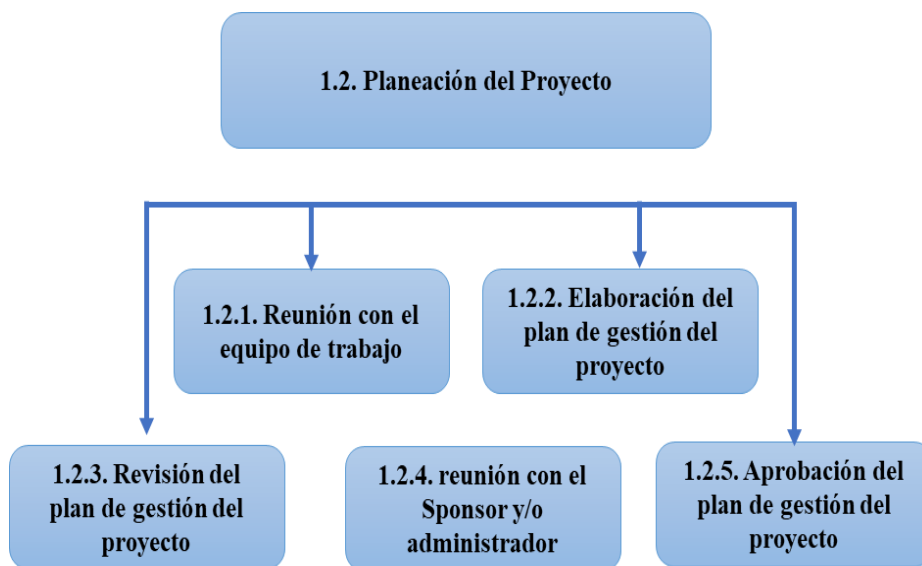 1.2. Planeación del Proyecto
1.2.1. Reunión con el
equipo de trabajo
1.2.2. Elaboración del
plan de gestión del
proyecto
1.2.3. Revisión del
plan de gestión del
proyecto
1.2.4. reunión con el
Sponsor y/o
administrador
1.2.5. Aprobación del
plan de gestión del
proyecto